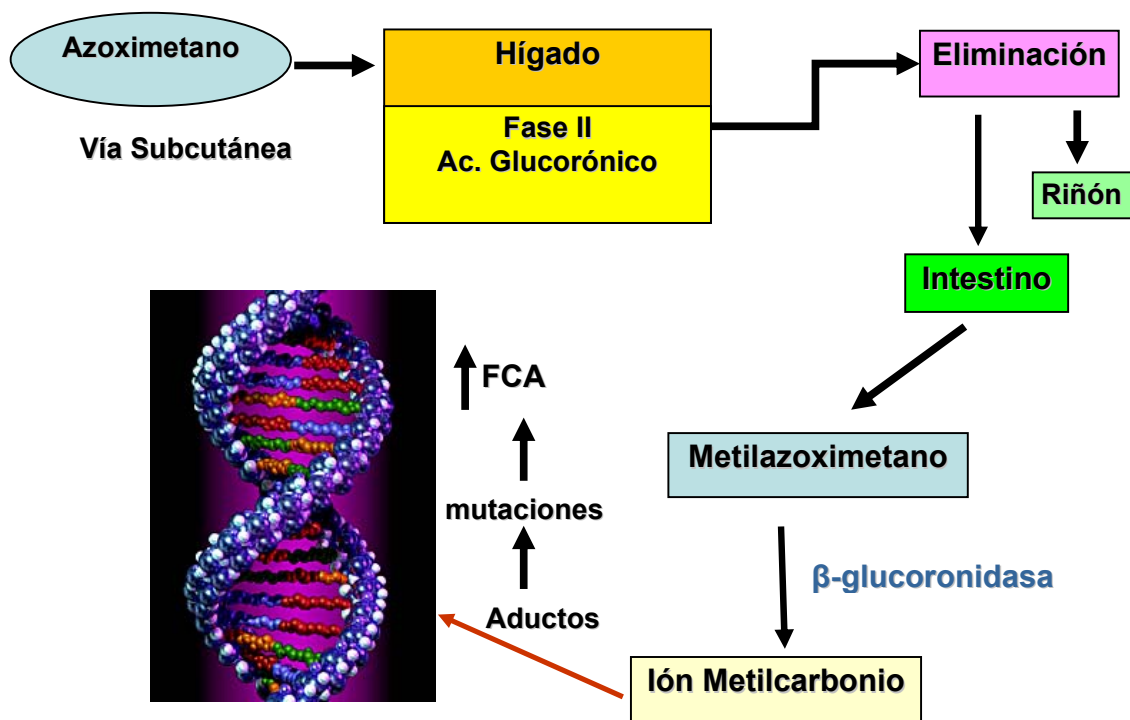 Azoximetano
Vía Subcutánea
Hígado
Fase II
Ac. Glucorónico
Eliminación
Riñón
Intestino
Metilazoximetano
β-glucoronidasa
Ión Metilcarbonio
FCA
mutaciones
Aductos